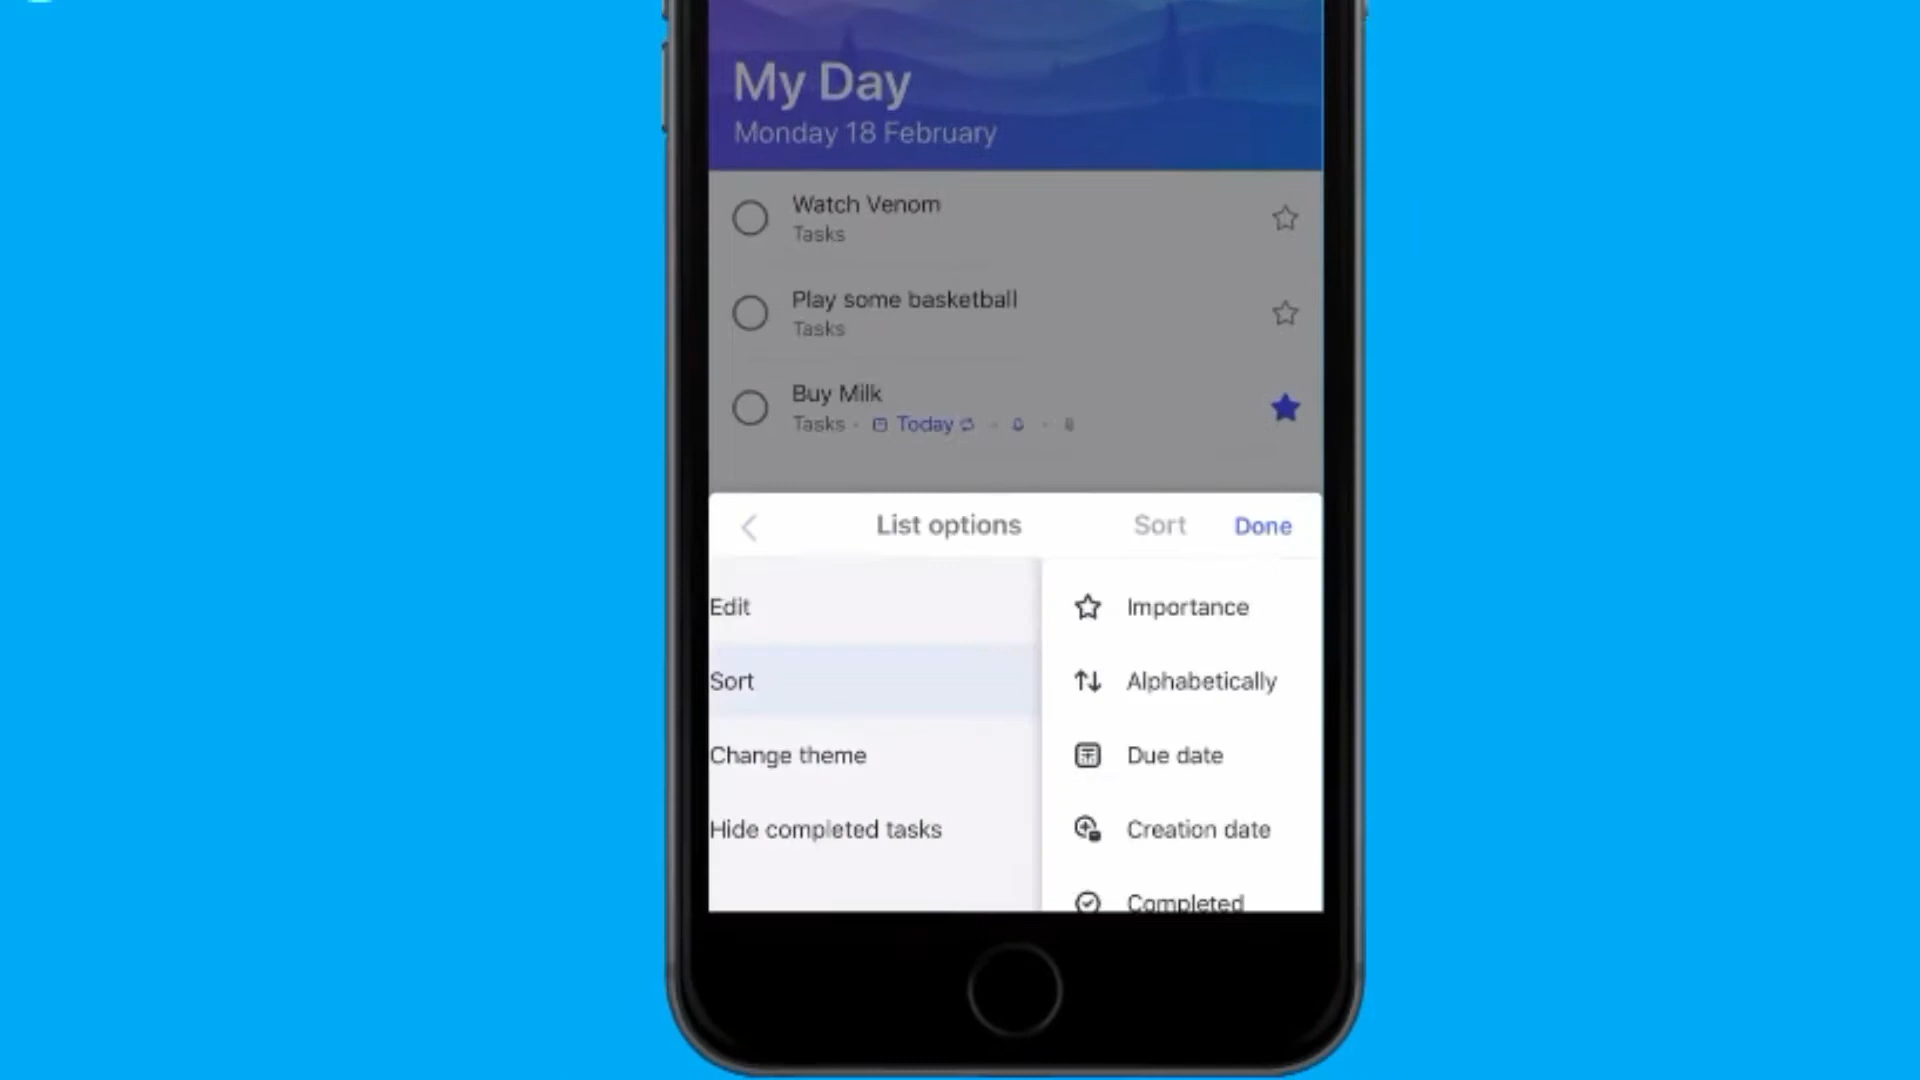 My Day
Monday 18 February
Watch Venom
Tasks
Play some basketball
Tasks
Buy Milk
Tasks · Today
List options Sort Done
Edit
Importance
Sort
Alphabetically
Change theme
Due date
Hide completed tasks
Creation date
Completed